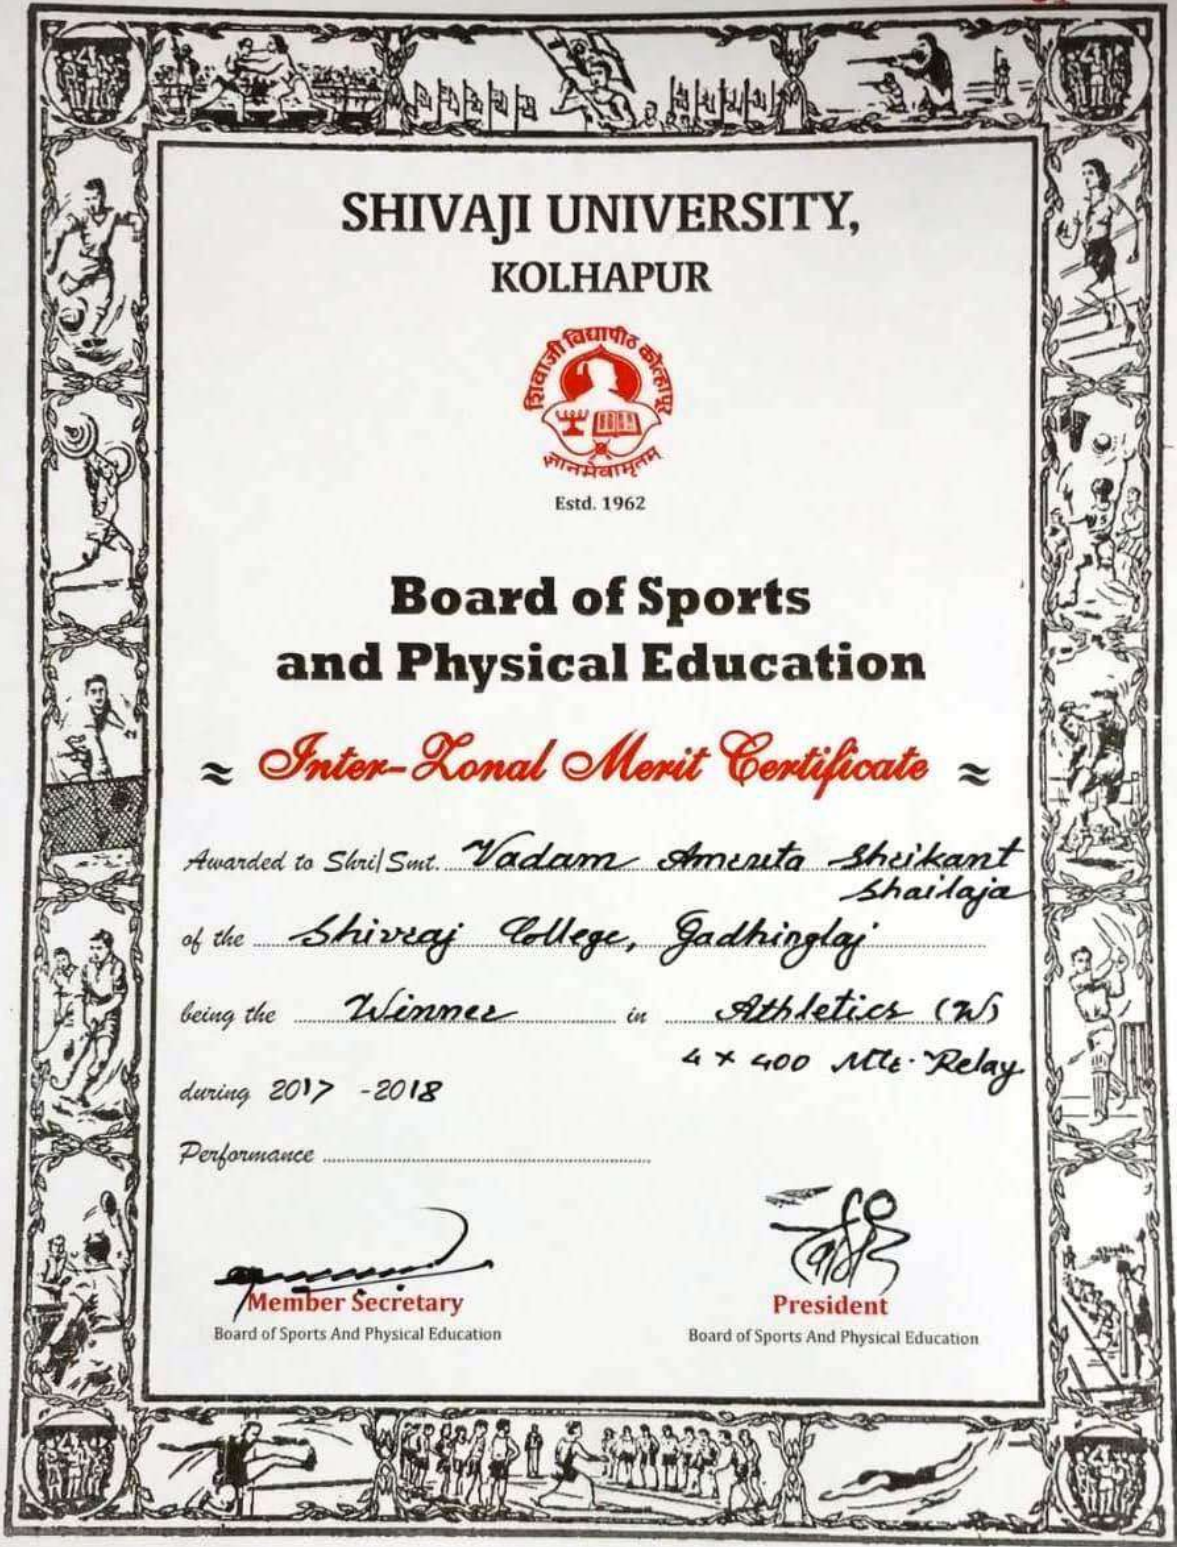 SHIVAJI UNIVERSITY,
KOLHAPUR
शिवाजी विद्यापीठ कोल्हापूर
ज्ञानमेवामृतम्
Estd. 1962
Board of Sports
and Physical Education
≈ Inter-Zonal Merit Certificate ≈
Awarded to Shri/Smt. Vadam Amruta Shrikant
Shailaja
of the Shivraj College, Gadhinglaj
being the Winner in Athletics (W)
4 x 400 Mtr. Relay
during 2017 -2018
Performance
Member Secretary President
Board of Sports And Physical Education Board of Sports And Physical Education